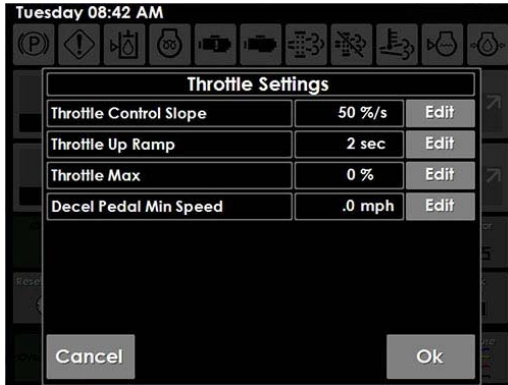 Tuesday 08:42 AM
Throttle Settings
Throttle Control Slope 50 %/s Edit
Throttle Up Ramp 2 sec Edit
Throttle Max 0 % Edit
Decel Pedal Min Speed .0 mph Edit
Cancel Ok